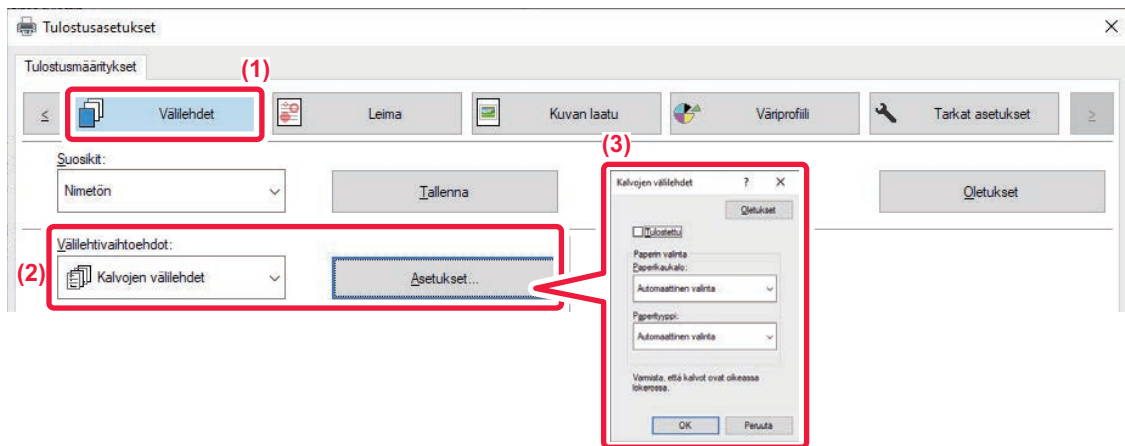 Tulostusasetukset
Tulostusmääritykset
(1)
≤ Välilehdet Leima Kuvan laatu Väriprofiili Tarkat asetukset ≥
(3)
Suosikit:
Nimetön Tallenna Oletukset
(2)
Välilehtivaihtoehdot:
Kalvojen välilehdet Asetukset...
Kalvojen välilehdet ? ✕
Oletukset
Tulostettu
Paperin valinta
Paperikaukalo:
Automaattinen valinta
Paperityyppi:
Automaattinen valinta
Varmista, että kalvot ovat oikeassa
lokerossa.
OK Peruuta